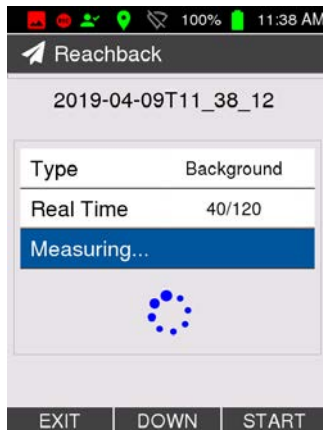 100% 11:38 AM
Reachback
2019-04-09T11_38_12
Type Background
Real Time 40/120
Measuring...
EXIT DOWN START